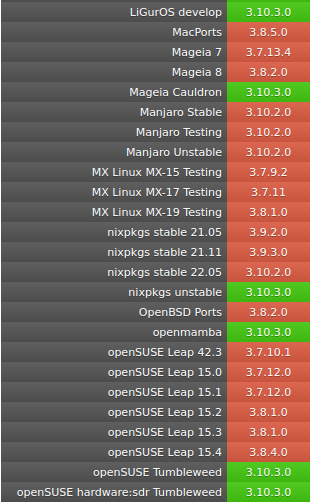 LiGurOS develop 3.10.3.0
MacPorts 3.8.5.0
Mageia 7 3.7.13.4
Mageia 8 3.8.2.0
Mageia Cauldron 3.10.3.0
Manjaro Stable 3.10.2.0
Manjaro Testing 3.10.2.0
Manjaro Unstable 3.10.2.0
MX Linux MX-15 Testing 3.7.9.2
MX Linux MX-17 Testing 3.7.11
MX Linux MX-19 Testing 3.8.1.0
nixpkgs stable 21.05 3.9.2.0
nixpkgs stable 21.11 3.9.3.0
nixpkgs stable 22.05 3.10.2.0
nixpkgs unstable 3.10.3.0
OpenBSD Ports 3.8.2.0
openmamba 3.10.3.0
openSUSE Leap 42.3 3.7.10.1
openSUSE Leap 15.0 3.7.12.0
openSUSE Leap 15.1 3.7.12.0
openSUSE Leap 15.2 3.8.1.0
openSUSE Leap 15.3 3.8.1.0
openSUSE Leap 15.4 3.8.4.0
openSUSE Tumbleweed 3.10.3.0
openSUSE hardware:sdr Tumbleweed 3.10.3.0